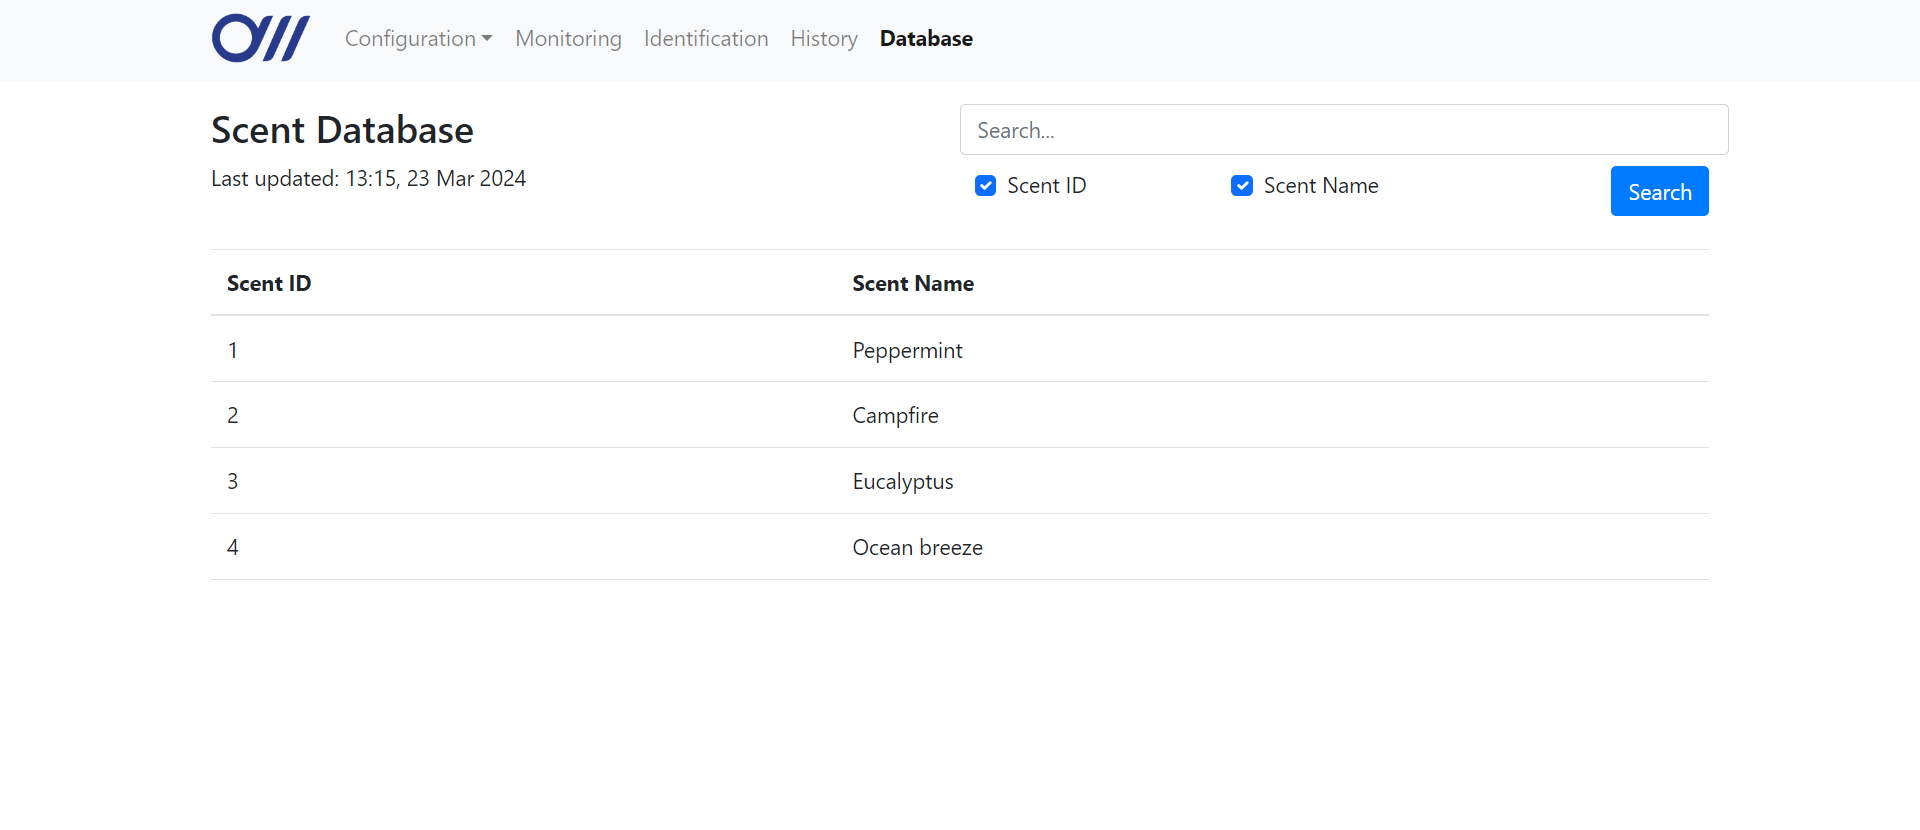 Configuration Monitoring Identification History Database
Scent Database
Search...
Last updated: 13:15, 23 Mar 2024
Scent ID Scent Name Search
Scent ID Scent Name
1 Peppermint
2 Campfire
3 Eucalyptus
4 Ocean breeze